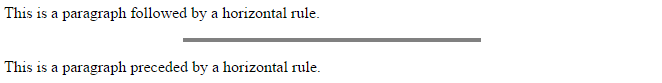 This is a paragraph followed by a horizontal rule.
This is a paragraph preceded by a horizontal rule.